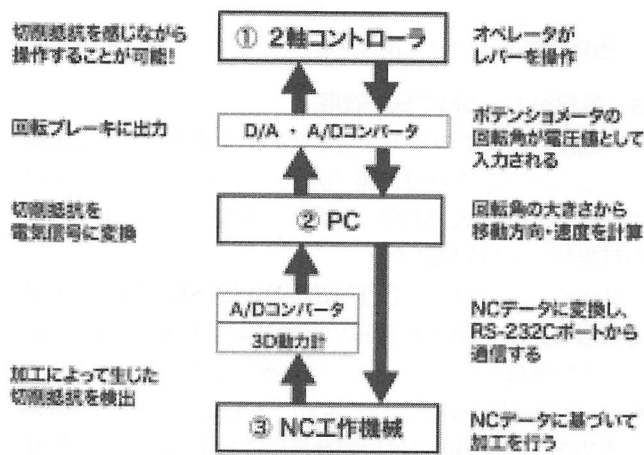 切削抵抗を感じながら
操作することが可能!
① 2軸コントローラ
オペレータが
レバーを操作
回転ブレーキに出力
D/A ・ A/Dコンバータ
ポテンショメータの
回転角が電圧値として
入力される
切削抵抗を
電気信号に変換
② PC
回転角の大きさから
移動方向・速度を計算
A/Dコンバータ
3D動力計
NCデータに変換し、
RS-232Cポートから
通信する
加工によって生じた
切削抵抗を検出
③ NC工作機械
NCデータに基づいて
加工を行う